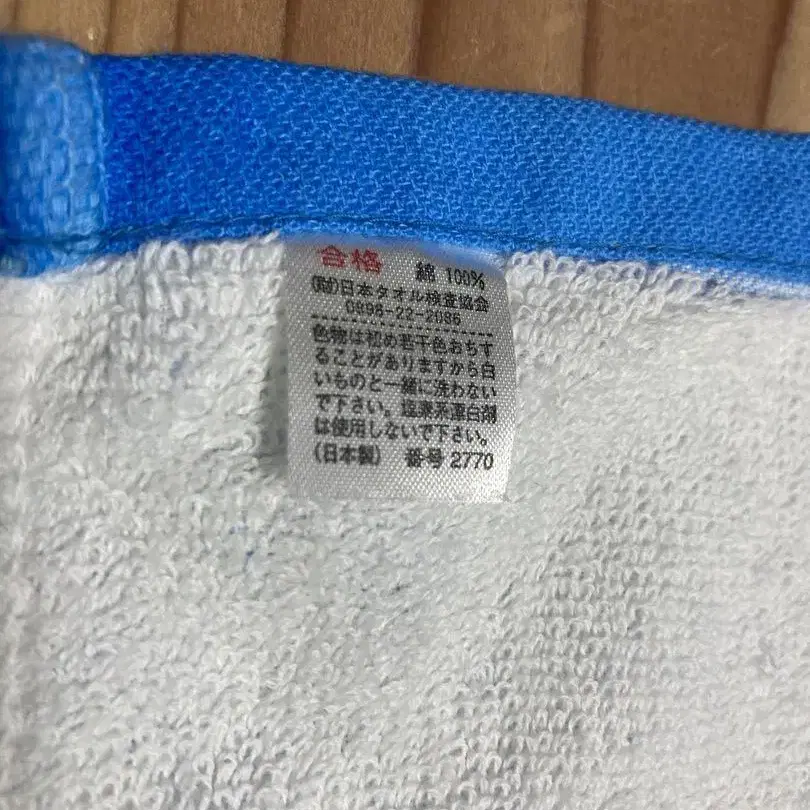 合格 綿 100%
(財)日本タオル検査協会
0898-22-2086
色物は初め若干色おちす
ることがありますから白
いものと一緒に洗わない
で下さい。塩素系漂白剤
は使用しないで下さい。
(日本製) 番号 2770